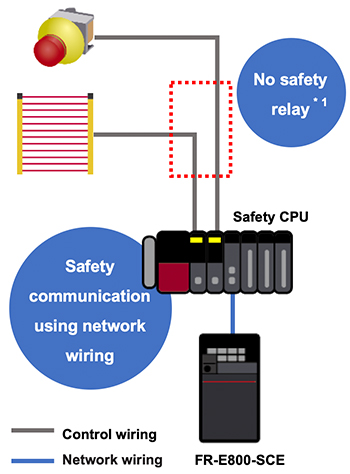 No safety
relay *1
Safety CPU
Safety
communication
using network
wiring
Control wiring
Network wiring
FR-E800-SCE